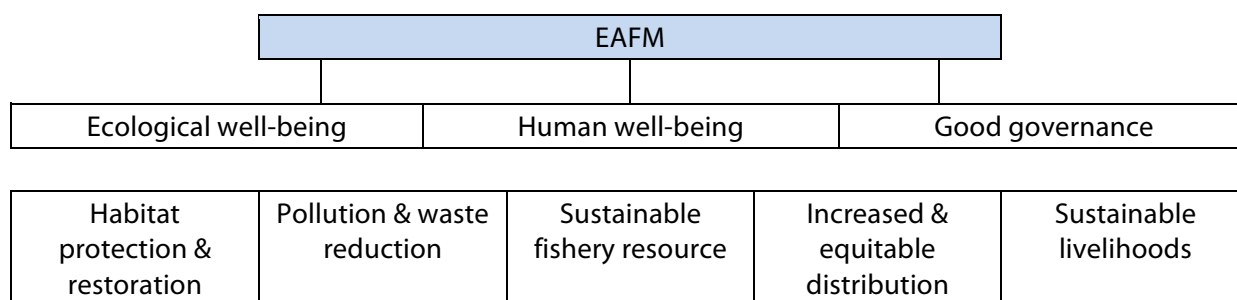 EAFM
Ecological well-being
Human well-being
Good governance
Habitat
protection &
restoration
Pollution & waste
reduction
Sustainable
fishery resource
Increased &
equitable
distribution
Sustainable
livelihoods